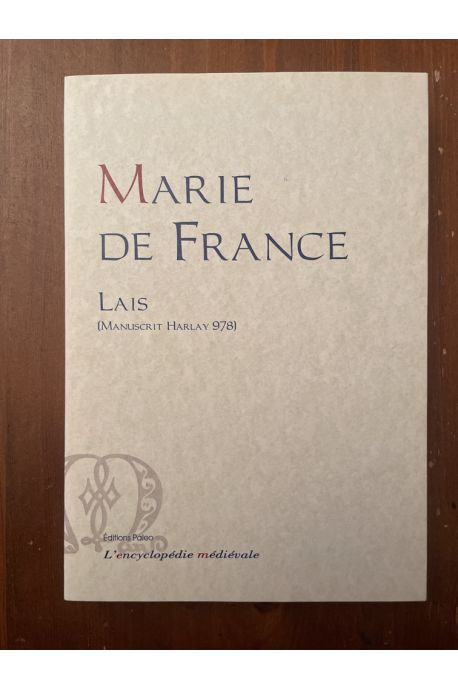 MARIE
DE FRANCE
LAIS
(MANUSCRIT HARLAY 978)
Éditions Paleo
L'encyclopédie médiévale